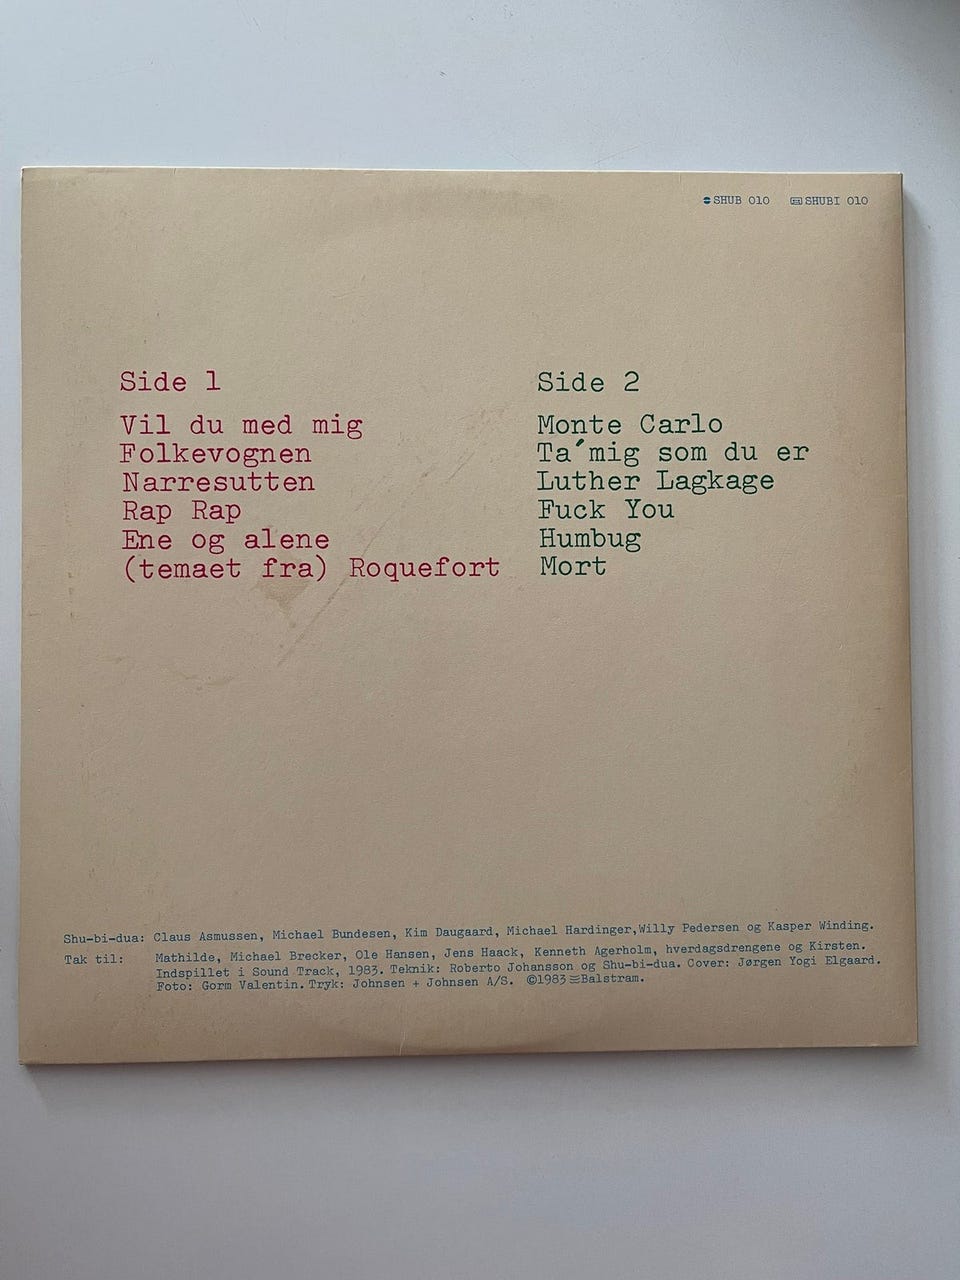 SHUB 010 SHUBI 010
Side 1
Vil du med mig
Folkevognen
Narresutten
Rap Rap
Ene og alene
(temaet fra) Roquefort
Side 2
Monte Carlo
Ta´mig som du er
Luther Lagkage
Fuck You
Humbug
Mort
Shu-bi-dua: Claus Asmussen, Michael Bundesen, Kim Daugaard, Michael Hardinger,Willy Pedersen og Kasper Winding.
Tak til: Mathilde, Michael Brecker, Ole Hansen, Jens Haack, Kenneth Agerholm, hverdagsdrengene og Kirsten.
Indspillet i Sound Track, 1983. Teknik: Roberto Johansson og Shu-bi-dua. Cover: Jørgen Yogi Elgaard.
Foto: Gorm Valentin. Tryk: Johnsen + Johnsen A/S. ©1983 Balstram.